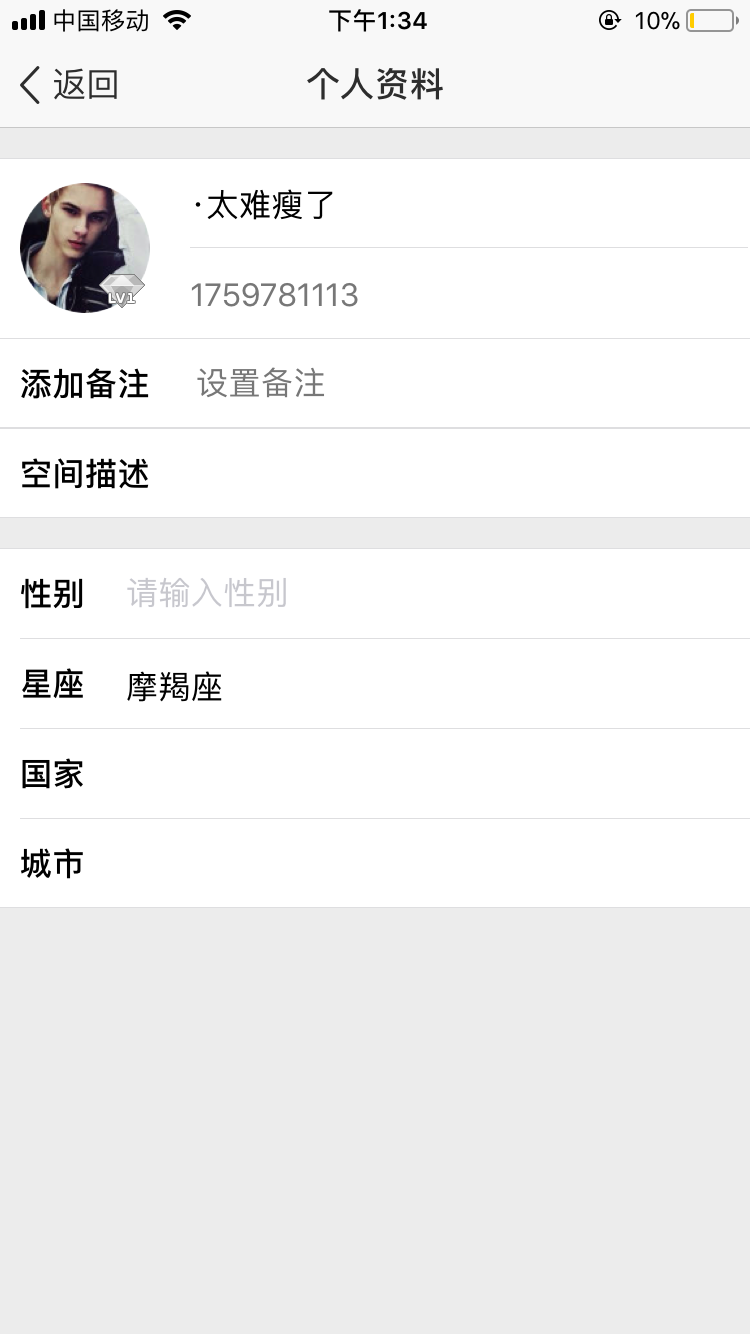 中国移动 下午1:34 10%
返回 个人资料
·太难瘦了
LV1
1759781113
添加备注 设置备注
空间描述
性别 请输入性别
星座 摩羯座
国家
城市